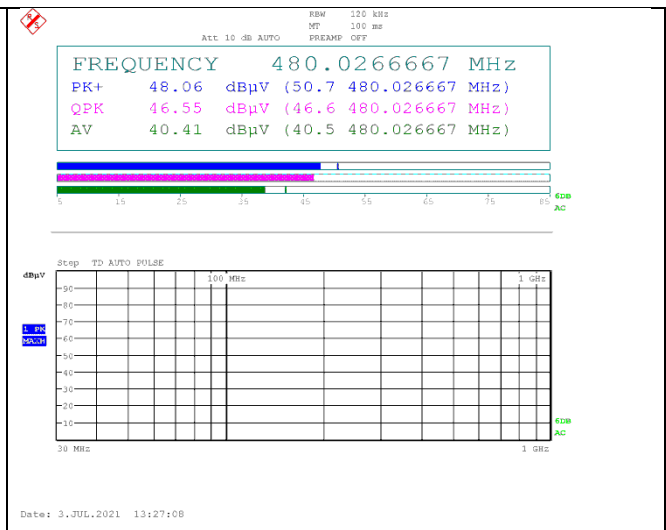 RBW 120 kHz
MT 100 ms
Att 10 dB AUTO PREAMP OFF
FREQUENCY 480.0266667 MHz
PK+ 48.06 dBµV (50.7 480.026667 MHz)
QPK 46.55 dBµV (46.6 480.026667 MHz)
AV 40.41 dBµV (40.5 480.026667 MHz)
5 15 25 35 45 55 65 75 85
6DB
AC
Step TD AUTO PULSE
dBµV
100 MHz 1 GHz
90
80
70
1 PK
MAXH
60
50
40
30
20
10
6DB
AC
30 MHz 1 GHz
Date: 3.JUL.2021 13:27:08